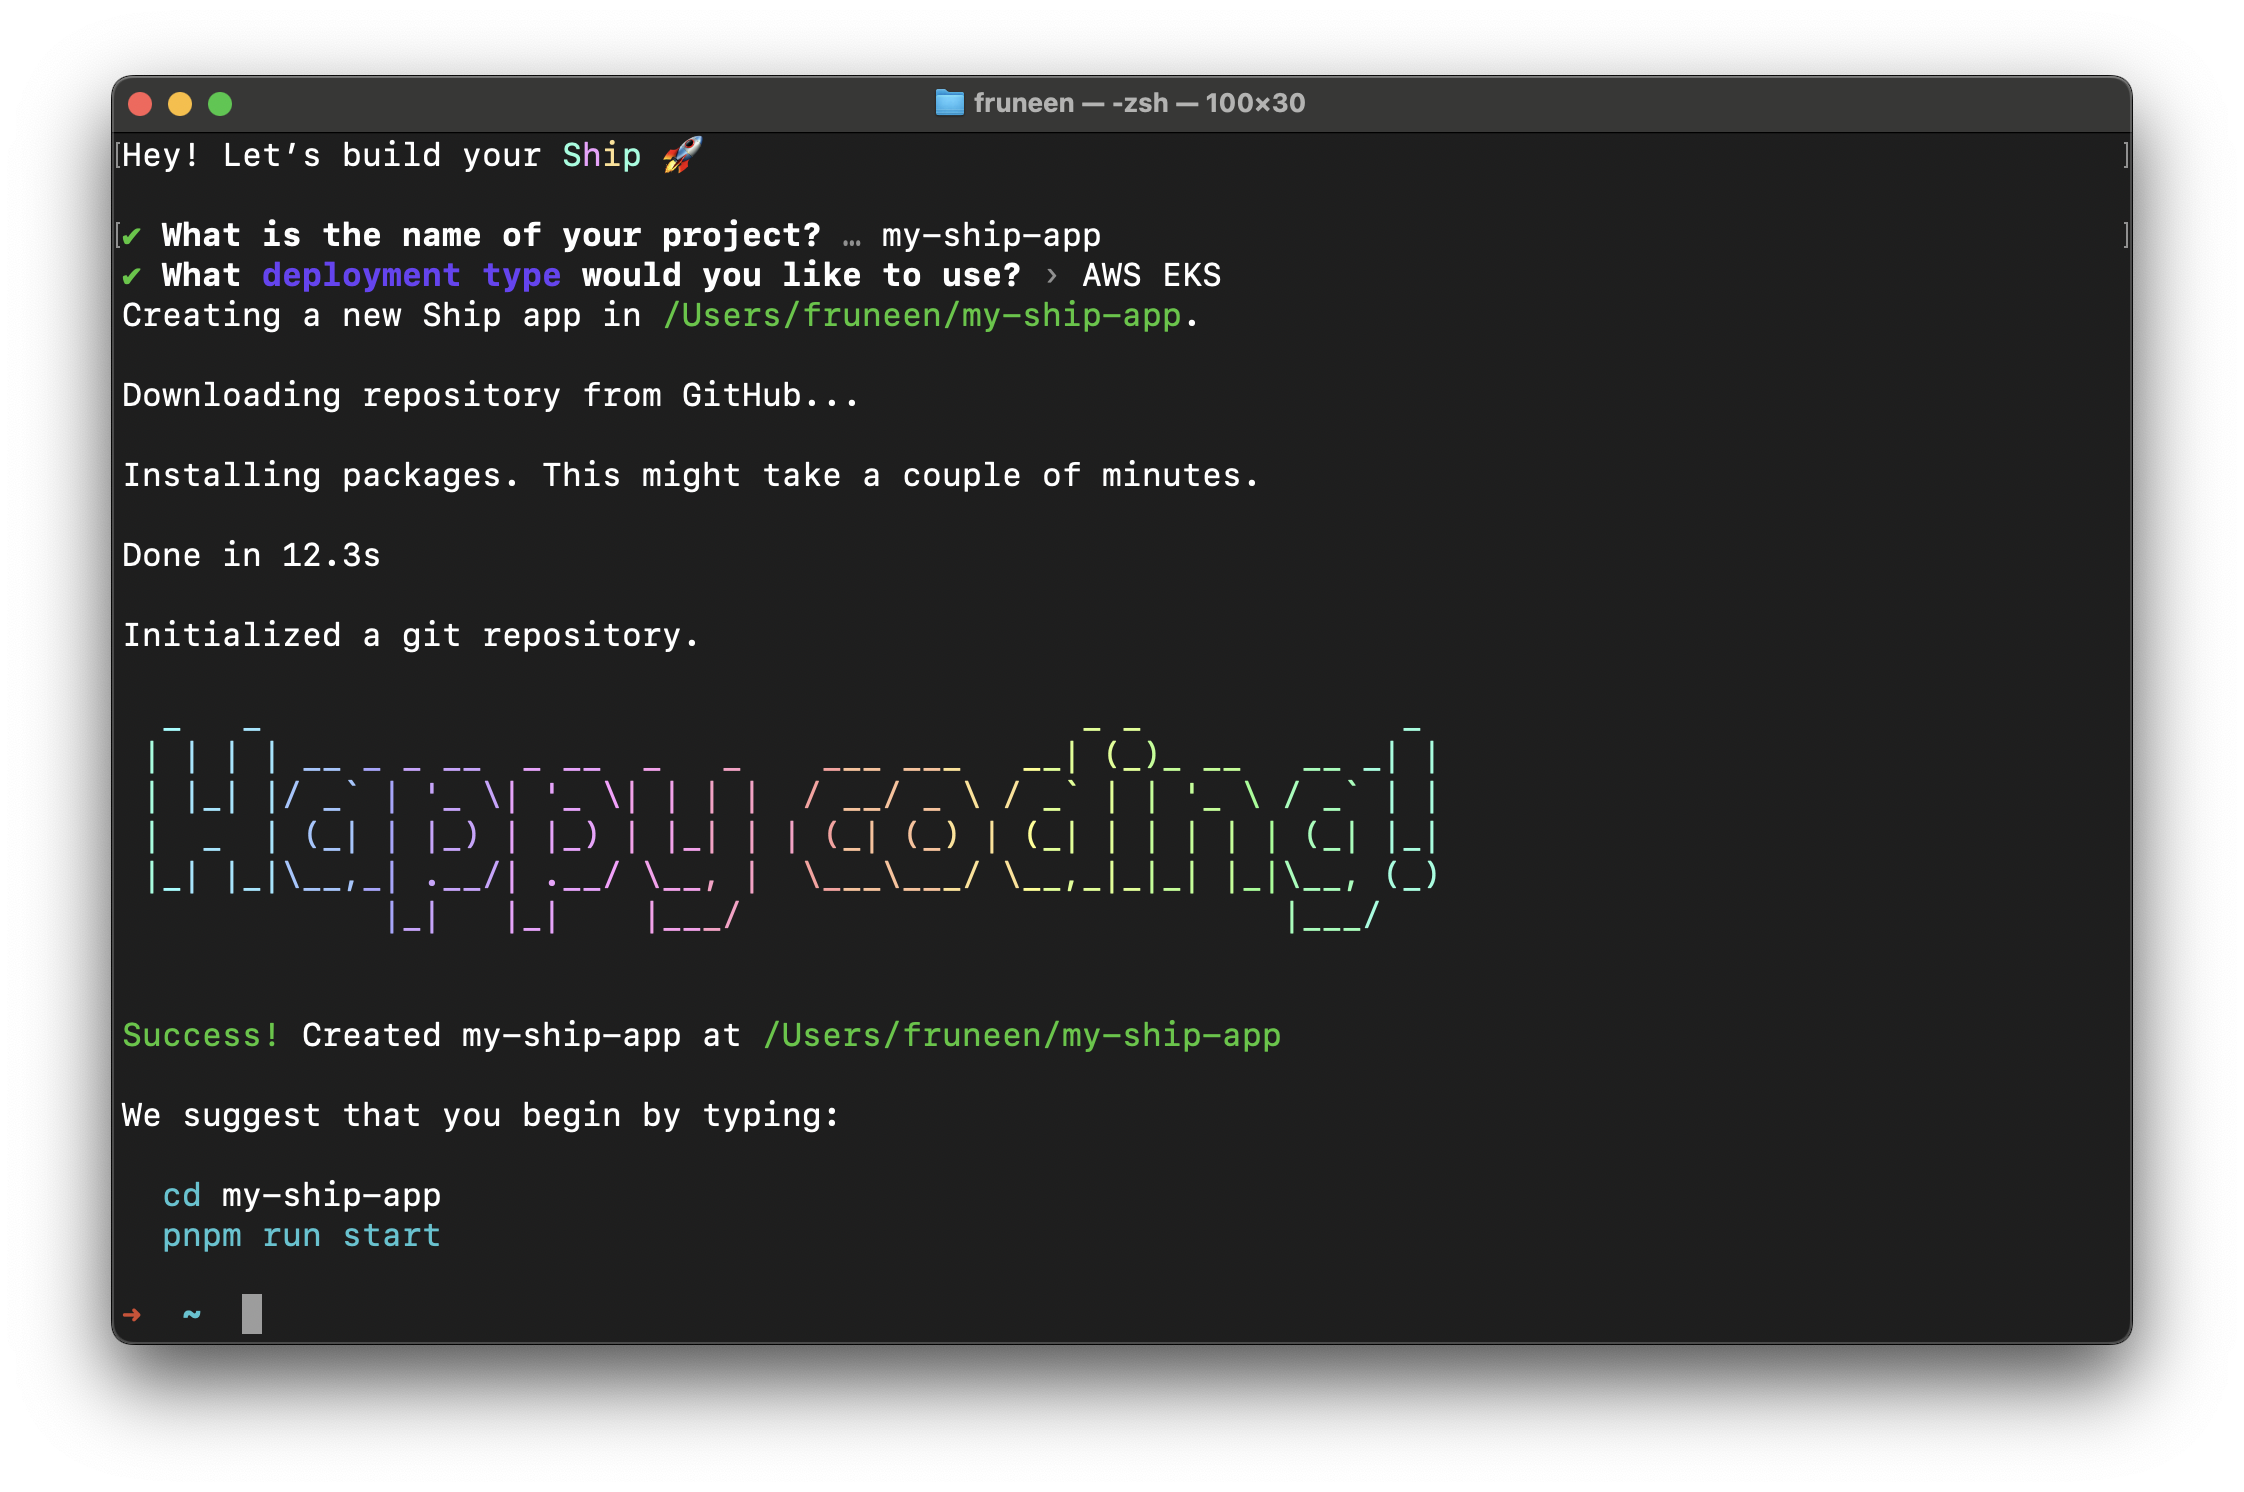 fruneen — -zsh — 100×30
Hey! Let’s build your Ship 🚀
✔ What is the name of your project? … my-ship-app
✔ What deployment type would you like to use? › AWS EKS
Creating a new Ship app in /Users/fruneen/my-ship-app.
Downloading repository from GitHub...
Installing packages. This might take a couple of minutes.
Done in 12.3s
Initialized a git repository.
Happy coding!
Success! Created my-ship-app at /Users/fruneen/my-ship-app
We suggest that you begin by typing:
cd my-ship-app
pnpm run start
➜ ~